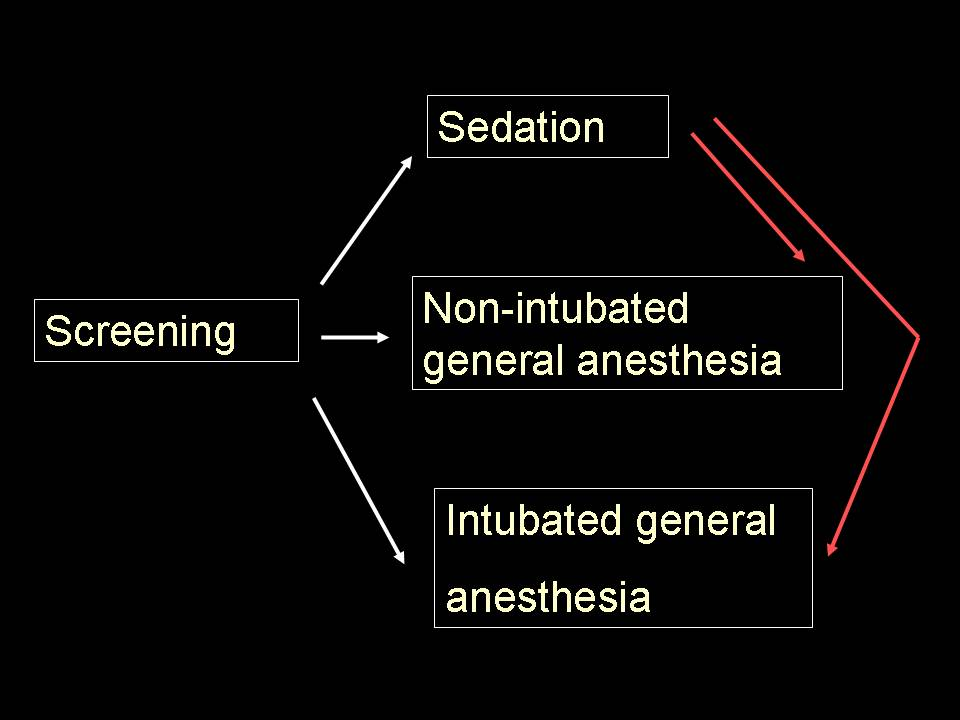 Sedation
Screening
Non-intubated
general anesthesia
Intubated general
anesthesia